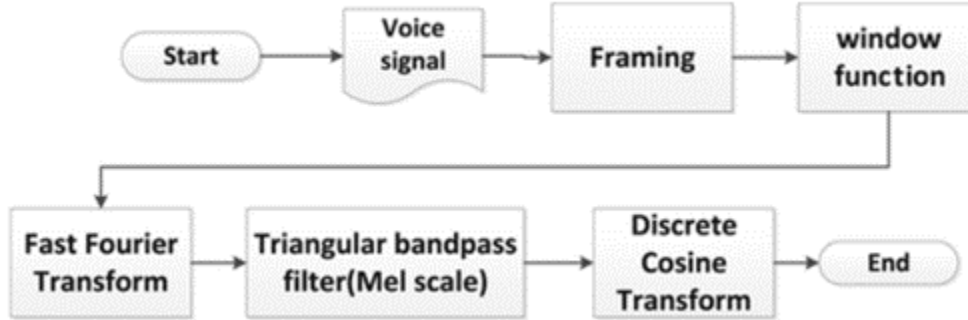 Start
Voice
signal
Framing
window
function
Fast Fourier
Transform
Triangular bandpass
filter(Mel scale)
Discrete
Cosine
Transform
End